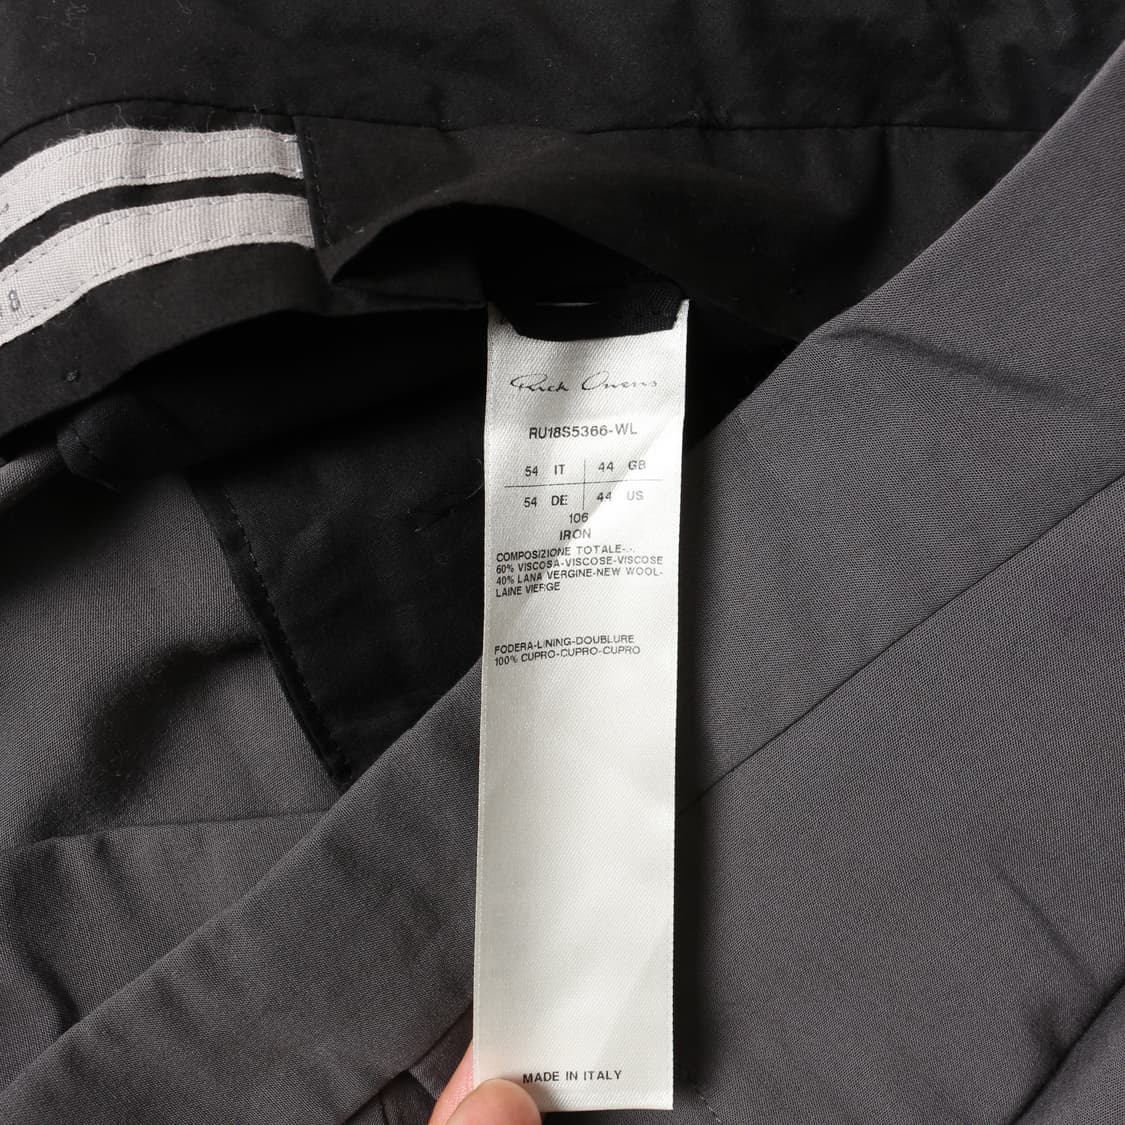 8
Rick Owens
RU18S5366-WL
54 IT 44 GB
54 DE 44 US
106
IRON
COMPOSIZIONE TOTALE-.-.
60% VISCOSA-VISCOSE-VISCOSE
40% LANA VERGINE-NEW WOOL-
LAINE VIERGE
FODERA-LINING-DOUBLURE
100% CUPRO-CUPRO-CUPRO
MADE IN ITALY